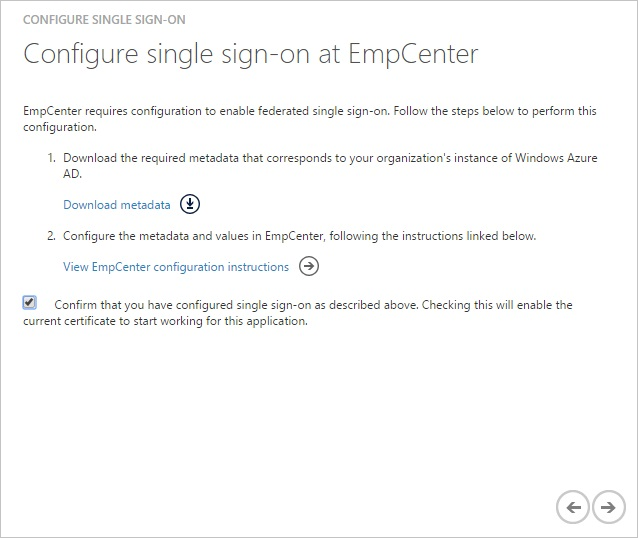 CONFIGURE SINGLE SIGN-ON
Configure single sign-on at EmpCenter
EmpCenter requires configuration to enable federated single sign-on. Follow the steps below to perform this
configuration.
1. Download the required metadata that corresponds to your organization's instance of Windows Azure
AD.
Download metadata
2. Configure the metadata and values in EmpCenter, following the instructions linked below.
View EmpCenter configuration instructions
Confirm that you have configured single sign-on as described above. Checking this will enable the
current certificate to start working for this application.